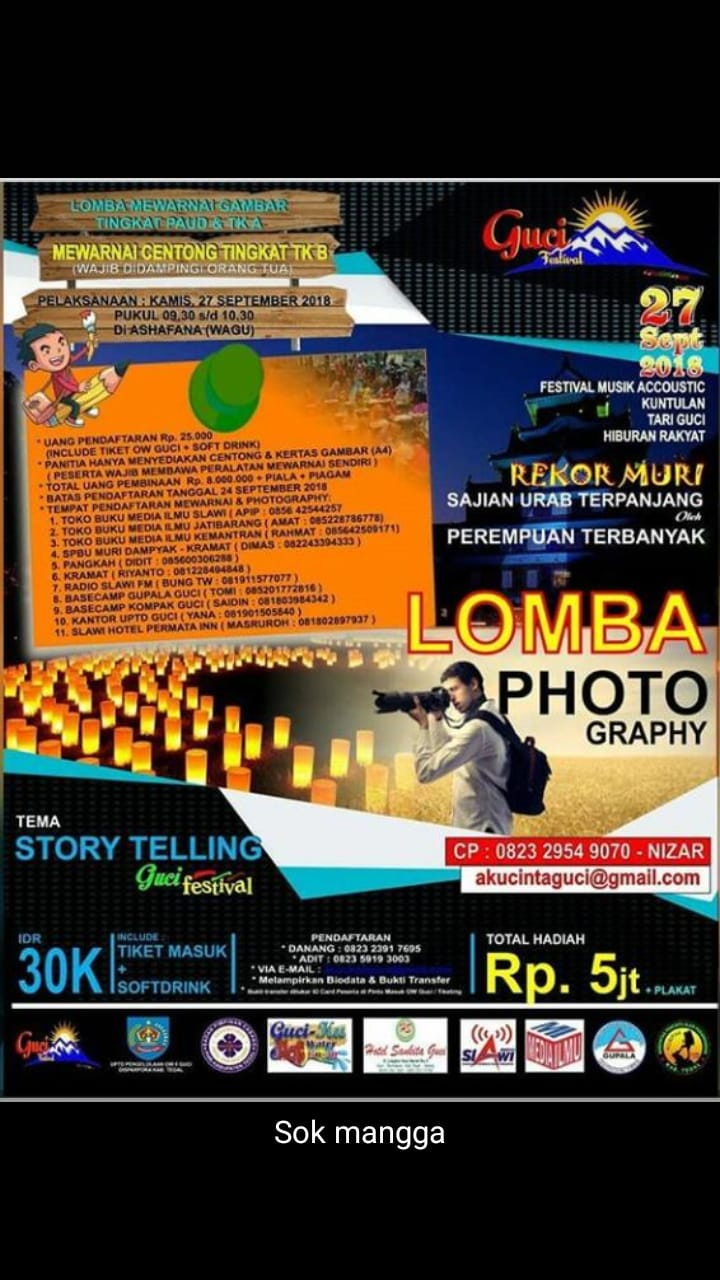 LOMBA MEWARNAI GAMBAR
TINGKAT PAUD & TK A
MEWARNAI CENTONG TINGKAT TK B
(WAJIB DIDAMPINGI ORANG TUA)
PELAKSANAAN : KAMIS, 27 SEPTEMBER 2018
PUKUL 09,30 s/d 10,30
Di ASHAFANA (WAGU)
Guci
Festival
27
Sept
2018
FESTIVAL MUSIK ACCOUSTIC
KUNTULAN
TARI GUCI
HIBURAN RAKYAT
REKOR MURI
SAJIAN URAB TERPANJANG
Oleh
PEREMPUAN TERBANYAK
* UANG PENDAFTARAN Rp. 25.000
(INCLUDE TIKET OW GUCI + SOFT DRINK)
* PANITIA HANYA MENYEDIAKAN CENTONG & KERTAS GAMBAR (A4)
( PESERTA WAJIB MEMBAWA PERALATAN MEWARNAI SENDIRI )
* TOTAL UANG PEMBINAAN Rp. 8.000.000 + PIALA + PIAGAM
* BATAS PENDAFTARAN TANGGAL 24 SEPTEMBER 2018
* TEMPAT PENDAFTARAN MEWARNAI & PHOTOGRAPHY:
1. TOKO BUKU MEDIA ILMU SLAWI ( APIP : 0856 42544257
2. TOKO BUKU MEDIA ILMU JATIBARANG ( AMAT : 085228786778)
3. TOKO BUKU MEDIA ILMU KEMANTRAN ( RAHMAT : 085642509171)
4. SPBU MURI DAMPYAK - KRAMAT ( DIMAS : 082243394333 )
5. PANGKAH ( DIDIT : 085600306288 )
6. KRAMAT ( RIYANTO : 081228494848 )
7. RADIO SLAWI FM ( BUNG TW : 081911577077 )
8. BASECAMP GUPALA GUCI ( TOMI : 085201772816 )
9. BASECAMP KOMPAK GUCI ( SAIDIN : 081803984342 )
10. KANTOR UPTD GUCI ( YANA : 081901505840 )
11. SLAWI HOTEL PERMATA INN ( MASRUROH : 081802897937 )
LOMBA
PHOTO
GRAPHY
TEMA
STORY TELLING
Guci festival
CP : 0823 2954 9070 - NIZAR
akucintaguci@gmail.com
IDR
30K
INCLUDE :
TIKET MASUK
+
SOFTDRINK
PENDAFTARAN
* DANANG : 0823 2391 7695
* ADIT : 0823 5919 3003
* VIA E-MAIL :
* Melampirkan Biodata & Bukti Transfer
TOTAL HADIAH
Rp. 5jt + PLAKAT
Guci
Guci-Ku
Hot Water
Hotel Sankita Guci
SLAWI
MEDIA ILMU
GUPALA
Sok mangga